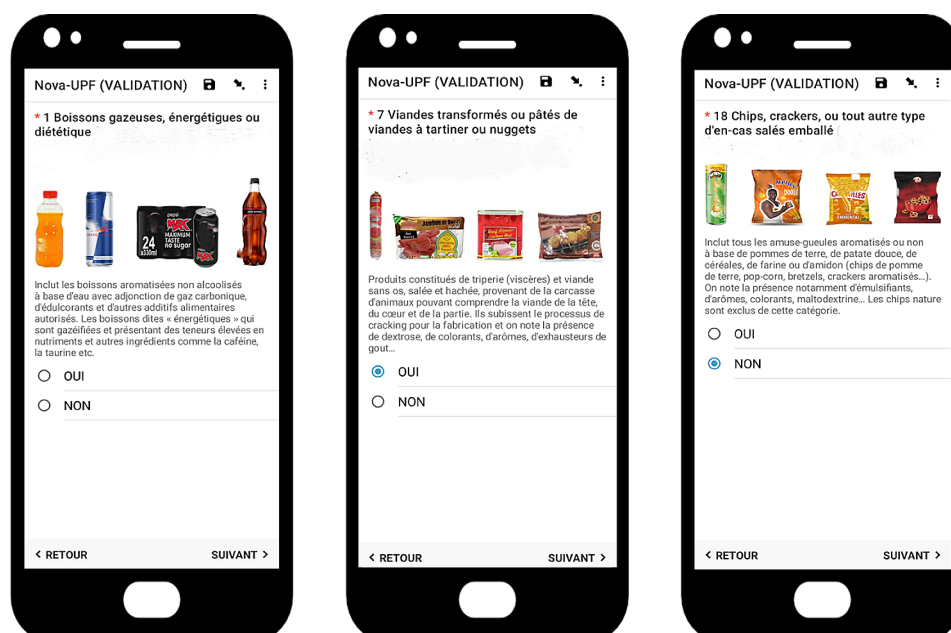 Nova-UPF (VALIDATION)
* 1 Boissons gazeuses, énergétigues ou
diététique
pepsi
MAX
MAXIMUM
TASTE
no sugar
24
x330ml
Inclut les boissons aromatisées non alcoolisés
à base d'eau avec adjonction de gaz carbonique,
d'édulcorants et d'autres additifs alimentaires
autorisés. Les boissons dites « énergétiques » qui
sont gazéifiées et présentant des teneurs élevées en
nutriments et autres ingrédients comme la caféine,
la taurine etc.
OUI
NON
< RETOUR
SUIVANT >
Nova-UPF (VALIDATION)
* 7 Viandes transformés ou pâtés de
viandes à tartiner ou nuggets
Produits constitués de triperie (viscères) et viande
sans os, salée et hachée, provenant de la carcasse
d'animaux pouvant comprendre la viande de la tête,
du cœur et de la partie. Ils subissent le processus de
cracking pour la fabrication et on note la présence
de dextrose, de colorants, d'arômes, d'exhausteurs de
gout...
OUI
NON
< RETOUR
SUIVANT >
Nova-UPF (VALIDATION)
* 18 Chips, crackers, ou tout autre type
d'en-cas salés emballé
EMMENTAL
Inclut tous les amuse-gueules aromatisés ou non
à base de pommes de terre, de patate douce, de
céréales, de farine ou d'amidon (chips de pomme
de terre, pop-corn, bretzels, crackers aromatisés...).
On note la présence notamment d'émulsifiants,
d'arômes, colorants, maltodextrine... Les chips nature
sont exclus de cette catégorie.
OUI
NON
< RETOUR
SUIVANT >